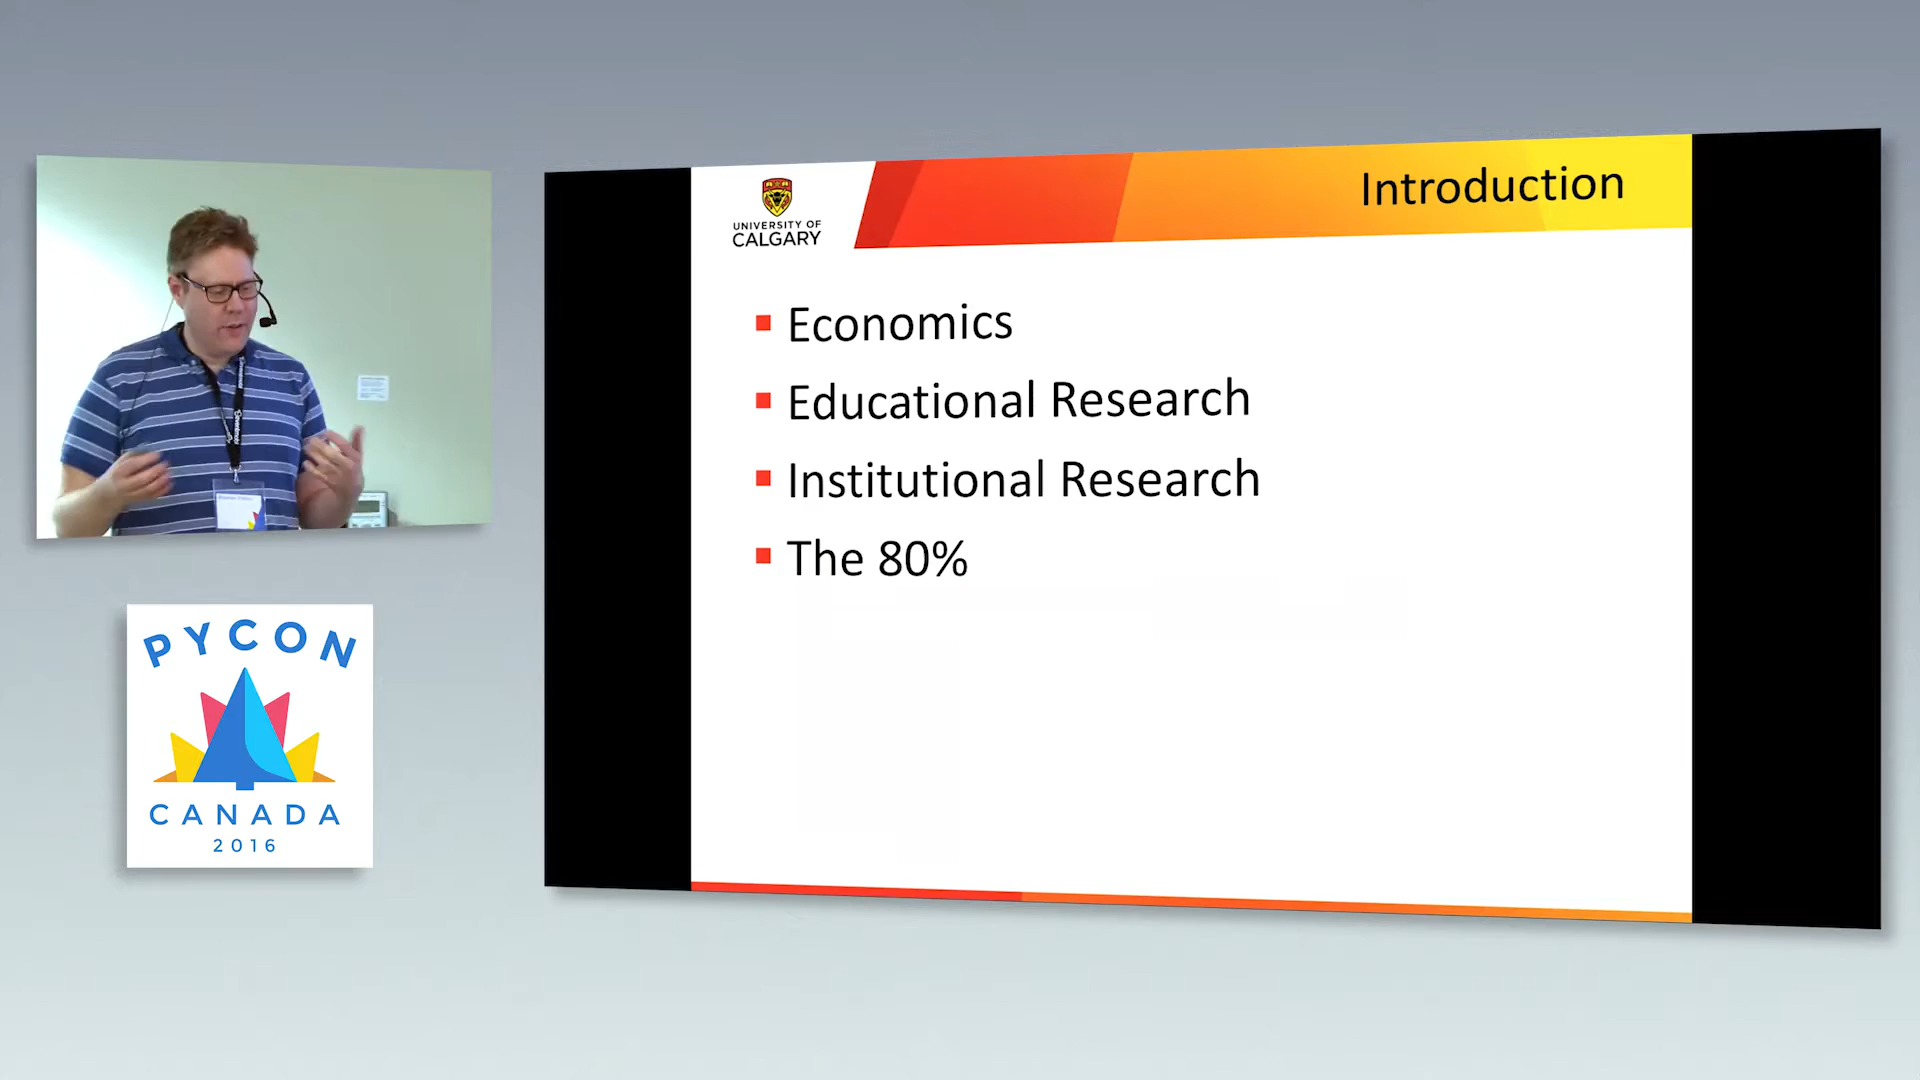 UNIVERSITY OF
CALGARY
Introduction
Economics
Educational Research
Institutional Research
The 80%
PYCON
CANADA
2016